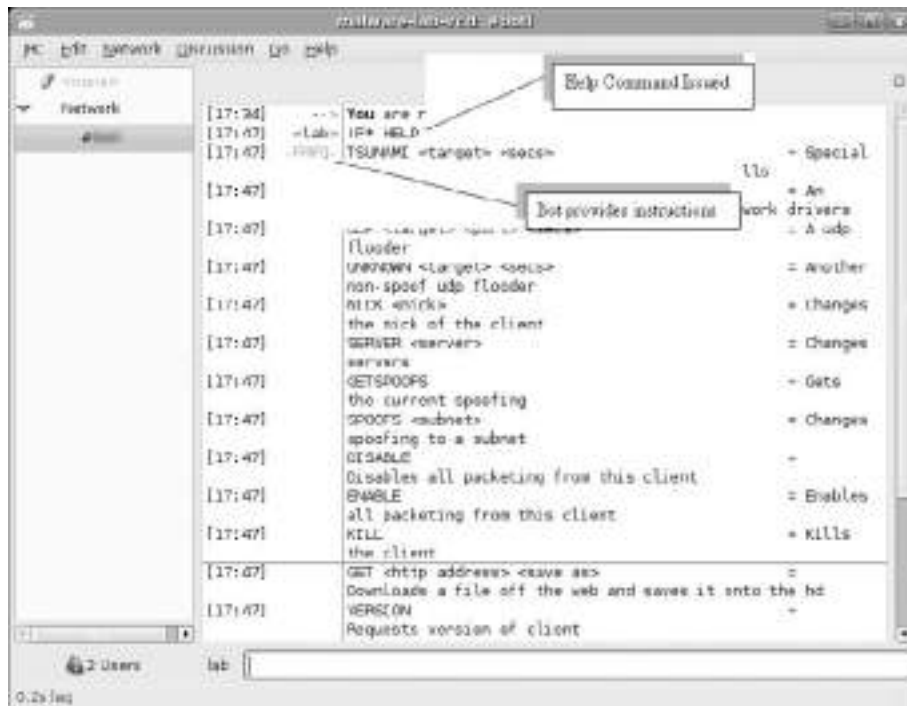 Edit Network Discussion Go Help
Help Command Issued
Network
[17:34] --> You are r
[17:47] <lab> !F* HELP
[17:47] TSUNAMI <target> <secs> = Special
lls
[17:47] = An
work drivers
Bot provides instructions
[17:47] = A udp
flooder
[17:47] UNKNOWN <target> <secs> = Another
non-spoof udp flooder
[17:47] NICK <nick> = Changes
the nick of the client
[17:47] SERVER <server> = Changes
servers
[17:47] GETSPOOFS = Gets
the current spoofing
[17:47] SPOOFS <subnet> = Changes
spoofing to a subnet
[17:47] DISABLE =
Disables all packeting from this client
[17:47] ENABLE = Enables
all packeting from this client
[17:47] KILL = Kills
the client
[17:47] GET <http address> <save as> =
Downloads a file off the web and saves it onto the hd
[17:47] VERSION =
Requests version of client
2 Users lab
0.2s lag